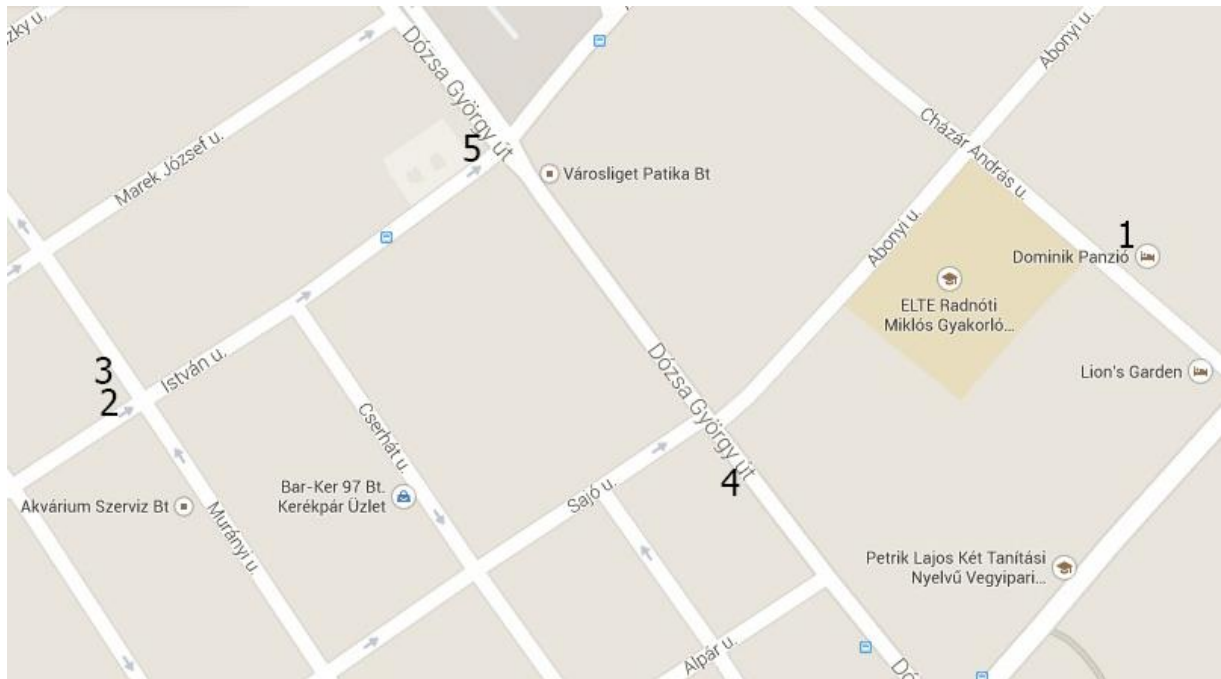 Dózsa György út
Abonyi u.
Marek József u.
Cházár András u.
5
Városliget Patika Bt
Abonyi u.
1
Dominik Panzió
ELTE Radnóti
Miklós Gyakorló...
Dózsa György út
István u.
3
2
Lion's Garden
Cserhát u.
Bar-Ker 97 Bt.
Kerékpár Üzlet
Akvárium Szerviz Bt
Murányi u.
Sajó u.
4
Petrik Lajos Két Tanítási
Nyelvű Vegyipari...
Alpár u.